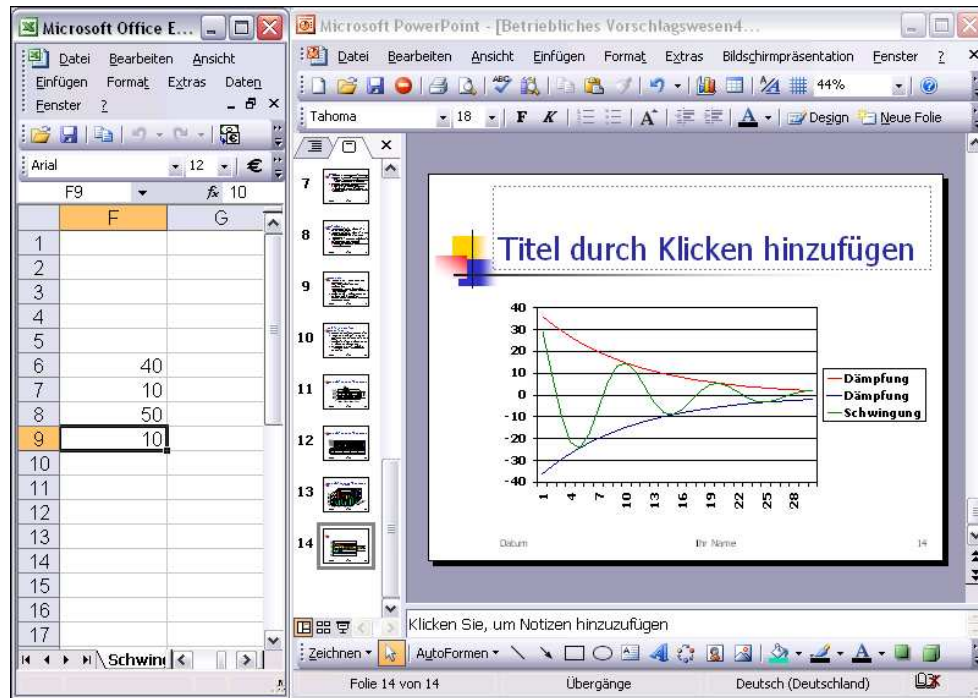 Microsoft Office E...
Datei Bearbeiten Ansicht
Einfügen Format Extras Daten
Fenster ?
Arial 12 €
F9 fx 10
F G
1
2
3
4
5
6 40
7 10
8 50
9 10
10
11
12
13
14
15
16
17
Schwin
Microsoft PowerPoint - [Betriebliches Vorschlagswesen4...
Datei Bearbeiten Ansicht Einfügen Format Extras Bildschirmpräsentation Fenster ?
44%
Tahoma 18 F K A A Design Neue Folie
7
8
9
10
11
12
13
14
Titel durch Klicken hinzufügen
40
30
20
10
0
-10
-20
-30
-40
1 4 7 10 13 16 19 22 25 28
Dämpfung
Dämpfung
Schwingung
Datum Ihr Name 14
Klicken Sie, um Notizen hinzuzufügen
Zeichnen AutoFormen A
Folie 14 von 14 Übergänge Deutsch (Deutschland)